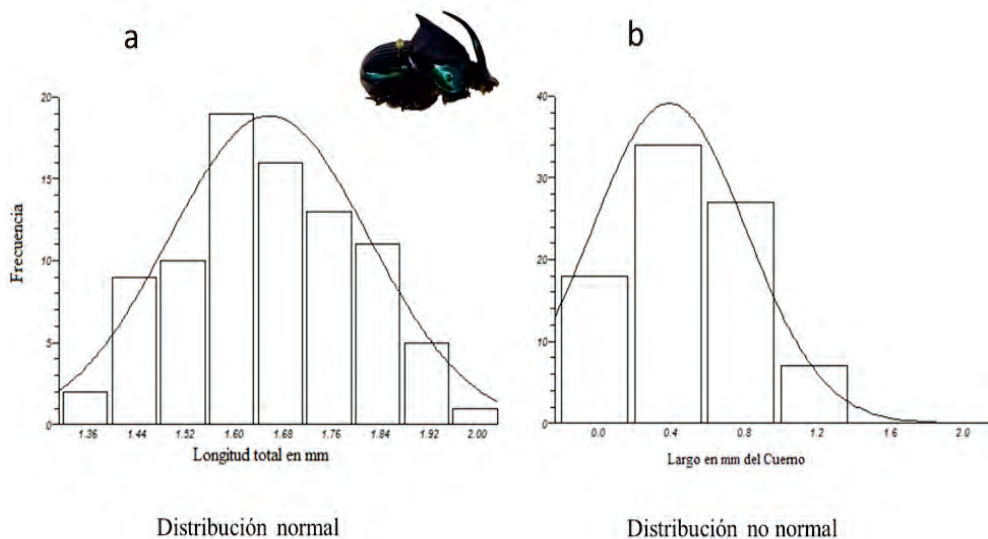 a
20
15
10
5
0
Frecuencia
1.36 1.44 1.52 1.60 1.68 1.76 1.84 1.92 2.00
Longitud total en mm
Distribución normal
b
40
30
20
10
0
0.0 0.4 0.8 1.2 1.6 2.0
Largo en mm del Cuerno
Distribución no normal